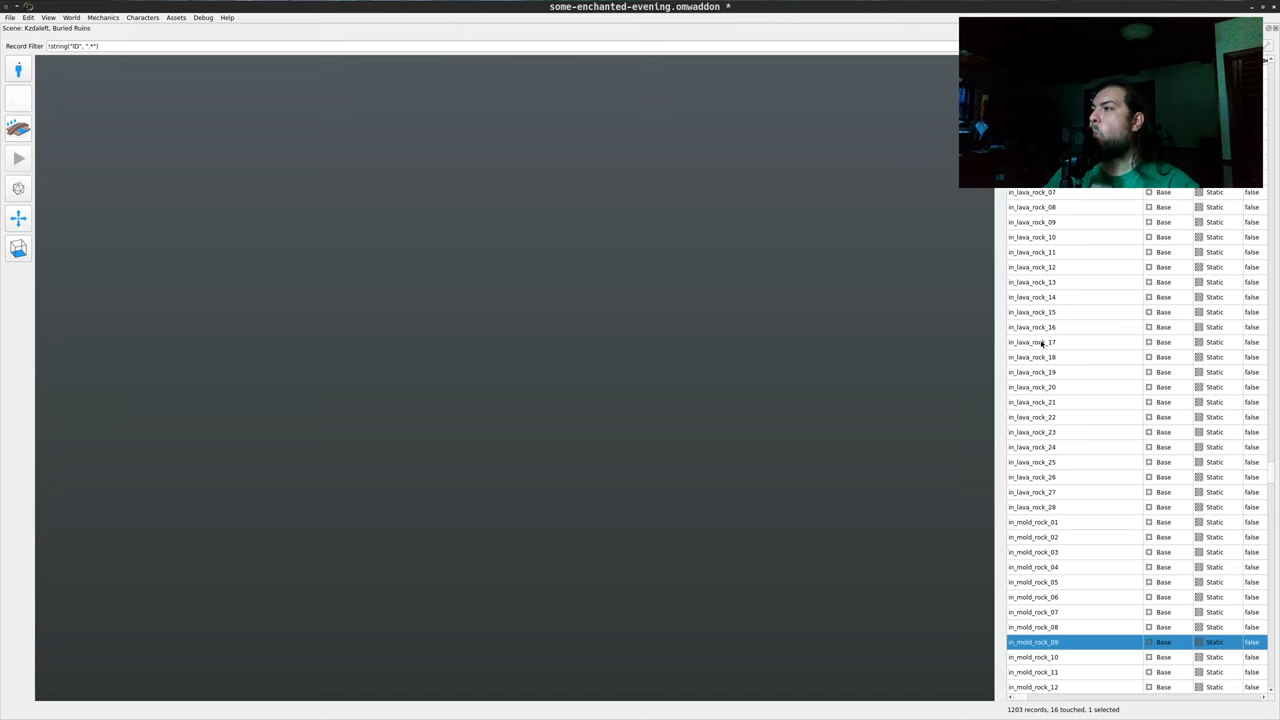 some-enchanted-evening.omwaddon *
File Edit View World Mechanics Characters Assets Debug Help
Scene: Kzdaleft, Buried Ruins
Record Filter !string("ID", ".*")
in_lava_rock_07 Base Static false
in_lava_rock_08 Base Static false
in_lava_rock_09 Base Static false
in_lava_rock_10 Base Static false
in_lava_rock_11 Base Static false
in_lava_rock_12 Base Static false
in_lava_rock_13 Base Static false
in_lava_rock_14 Base Static false
in_lava_rock_15 Base Static false
in_lava_rock_16 Base Static false
in_lava_rock_17 Base Static false
in_lava_rock_18 Base Static false
in_lava_rock_19 Base Static false
in_lava_rock_20 Base Static false
in_lava_rock_21 Base Static false
in_lava_rock_22 Base Static false
in_lava_rock_23 Base Static false
in_lava_rock_24 Base Static false
in_lava_rock_25 Base Static false
in_lava_rock_26 Base Static false
in_lava_rock_27 Base Static false
in_lava_rock_28 Base Static false
in_mold_rock_01 Base Static false
in_mold_rock_02 Base Static false
in_mold_rock_03 Base Static false
in_mold_rock_04 Base Static false
in_mold_rock_05 Base Static false
in_mold_rock_06 Base Static false
in_mold_rock_07 Base Static false
in_mold_rock_08 Base Static false
in_mold_rock_09 Base Static false
in_mold_rock_10 Base Static false
in_mold_rock_11 Base Static false
in_mold_rock_12 Base Static false
1203 records, 16 touched, 1 selected